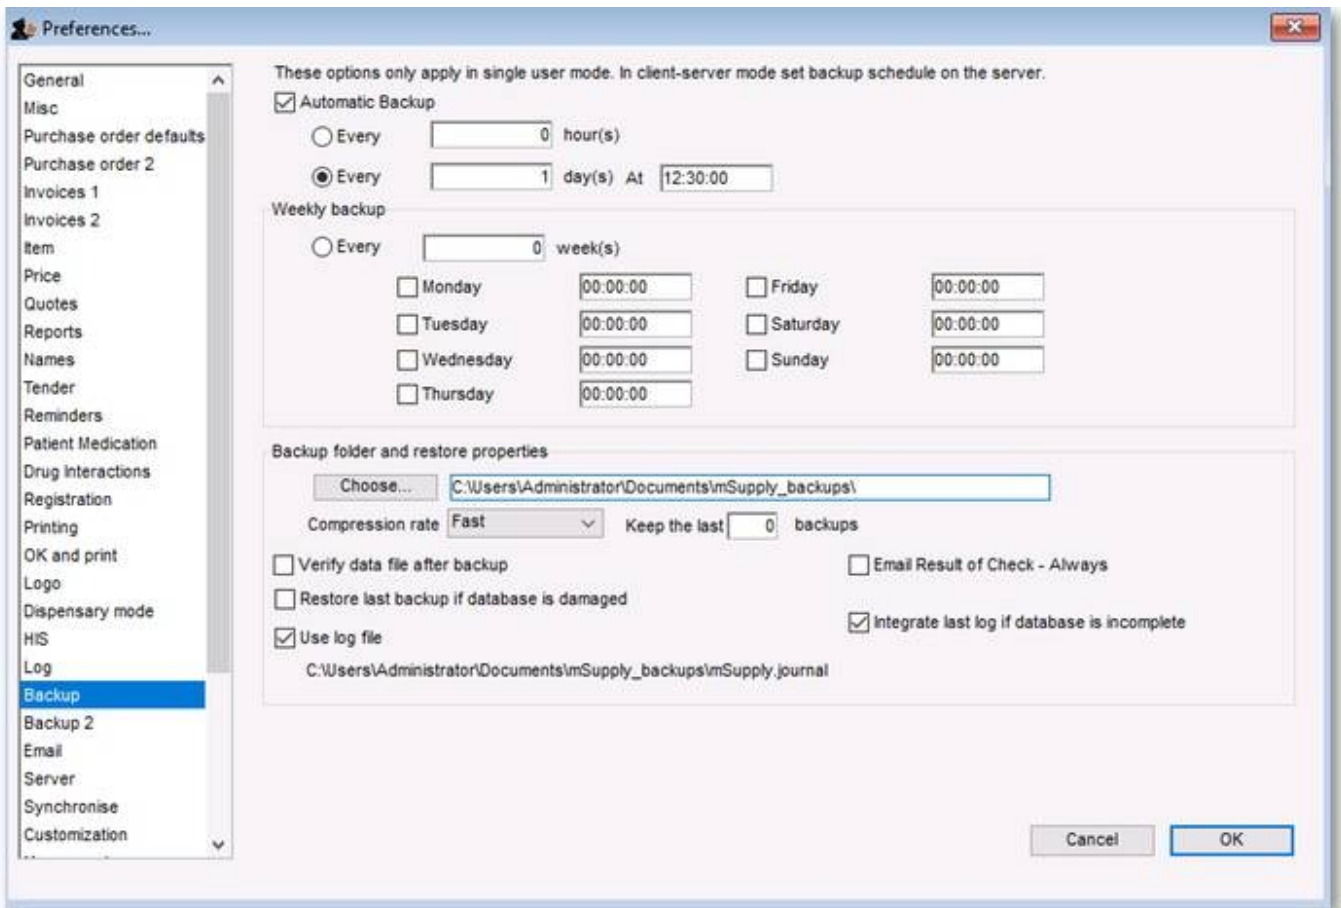 Preferences...
General
Misc
Purchase order defaults
Purchase order 2
Invoices 1
Invoices 2
Item
Price
Quotes
Reports
Names
Tender
Reminders
Patient Medication
Drug Interactions
Registration
Printing
OK and print
Logo
Dispensary mode
HIS
Log
Backup
Backup 2
Email
Server
Synchronise
Customization
These options only apply in single user mode. In client-server mode set backup schedule on the server.
Automatic Backup
Every 0 hour(s)
Every 1 day(s) At 12:30:00
Weekly backup
Every 0 week(s)
Monday 00:00:00 Friday 00:00:00
Tuesday 00:00:00 Saturday 00:00:00
Wednesday 00:00:00 Sunday 00:00:00
Thursday 00:00:00
Backup folder and restore properties
Choose... C:\Users\Administrator\Documents\mSupply_backups\
Compression rate Fast Keep the last 0 backups
Verify data file after backup Email Result of Check - Always
Restore last backup if database is damaged
Integrate last log if database is incomplete
Use log file
C:\Users\Administrator\Documents\mSupply_backups\mSupply.journal
Cancel OK